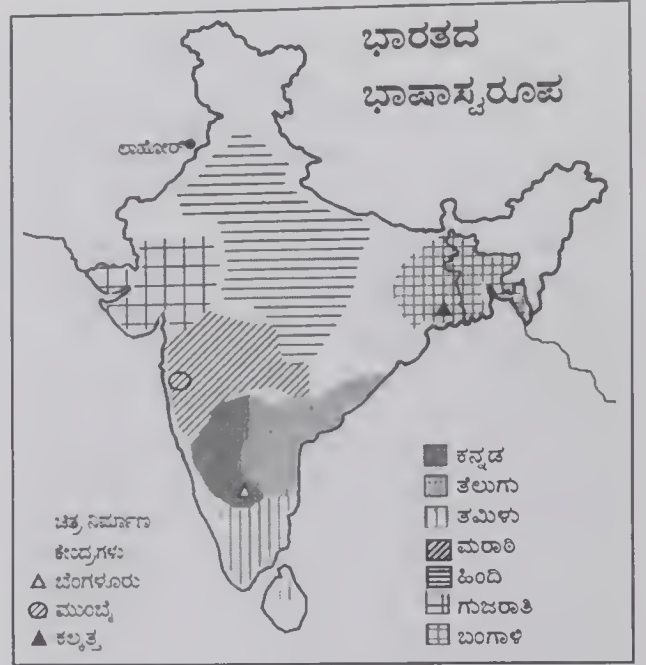 ಭಾರತದ
ಭಾಷಾಸ್ವರೂಪ
ಲಾಹೋರ್
ಕನ್ನಡ
ತೆಲುಗು
ತಮಿಳು
ಮರಾಠಿ
ಹಿಂದಿ
ಗುಜರಾತಿ
ಬಂಗಾಳಿ
ಚಿತ್ರ ನಿರ್ಮಾಣ
ಕೇಂದ್ರಗಳು
ಬೆಂಗಳೂರು
ಮುಂಬೈ
ಕಲ್ಕತ್ತ